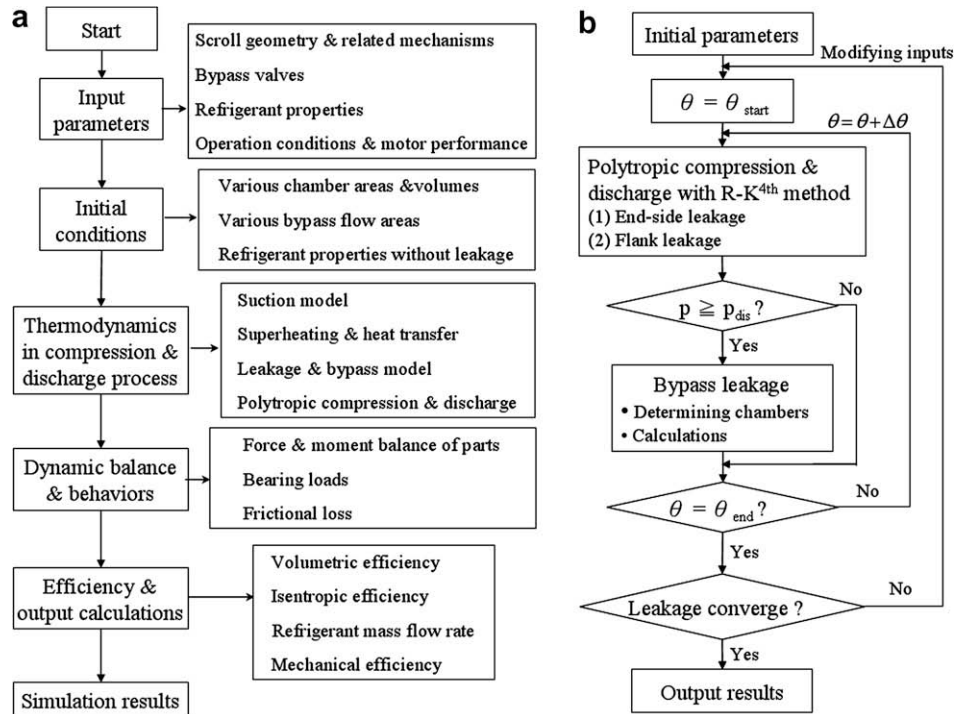 a
Start
Input
parameters
Scroll geometry & related mechanisms
Bypass valves
Refrigerant properties
Operation conditions & motor performance
Initial
conditions
Various chamber areas &volumes
Various bypass flow areas
Refrigerant properties without leakage
Thermodynamics
in compression &
discharge process
Suction model
Superheating & heat transfer
Leakage & bypass model
Polytropic compression & discharge
Dynamic balance
& behaviors
Force & moment balance of parts
Bearing loads
Frictional loss
Efficiency &
output calculations
Volumetric efficiency
Isentropic efficiency
Refrigerant mass flow rate
Mechanical efficiency
Simulation results
b
Initial parameters
Modifying inputs
θ = θ start
θ = θ + Δθ
Polytropic compression &
discharge with R-K4th method
(1) End-side leakage
(2) Flank leakage
p ≧ pdis ?
No
Yes
Bypass leakage
• Determining chambers
• Calculations
θ = θ end ?
No
Yes
Leakage converge ?
No
Yes
Output results